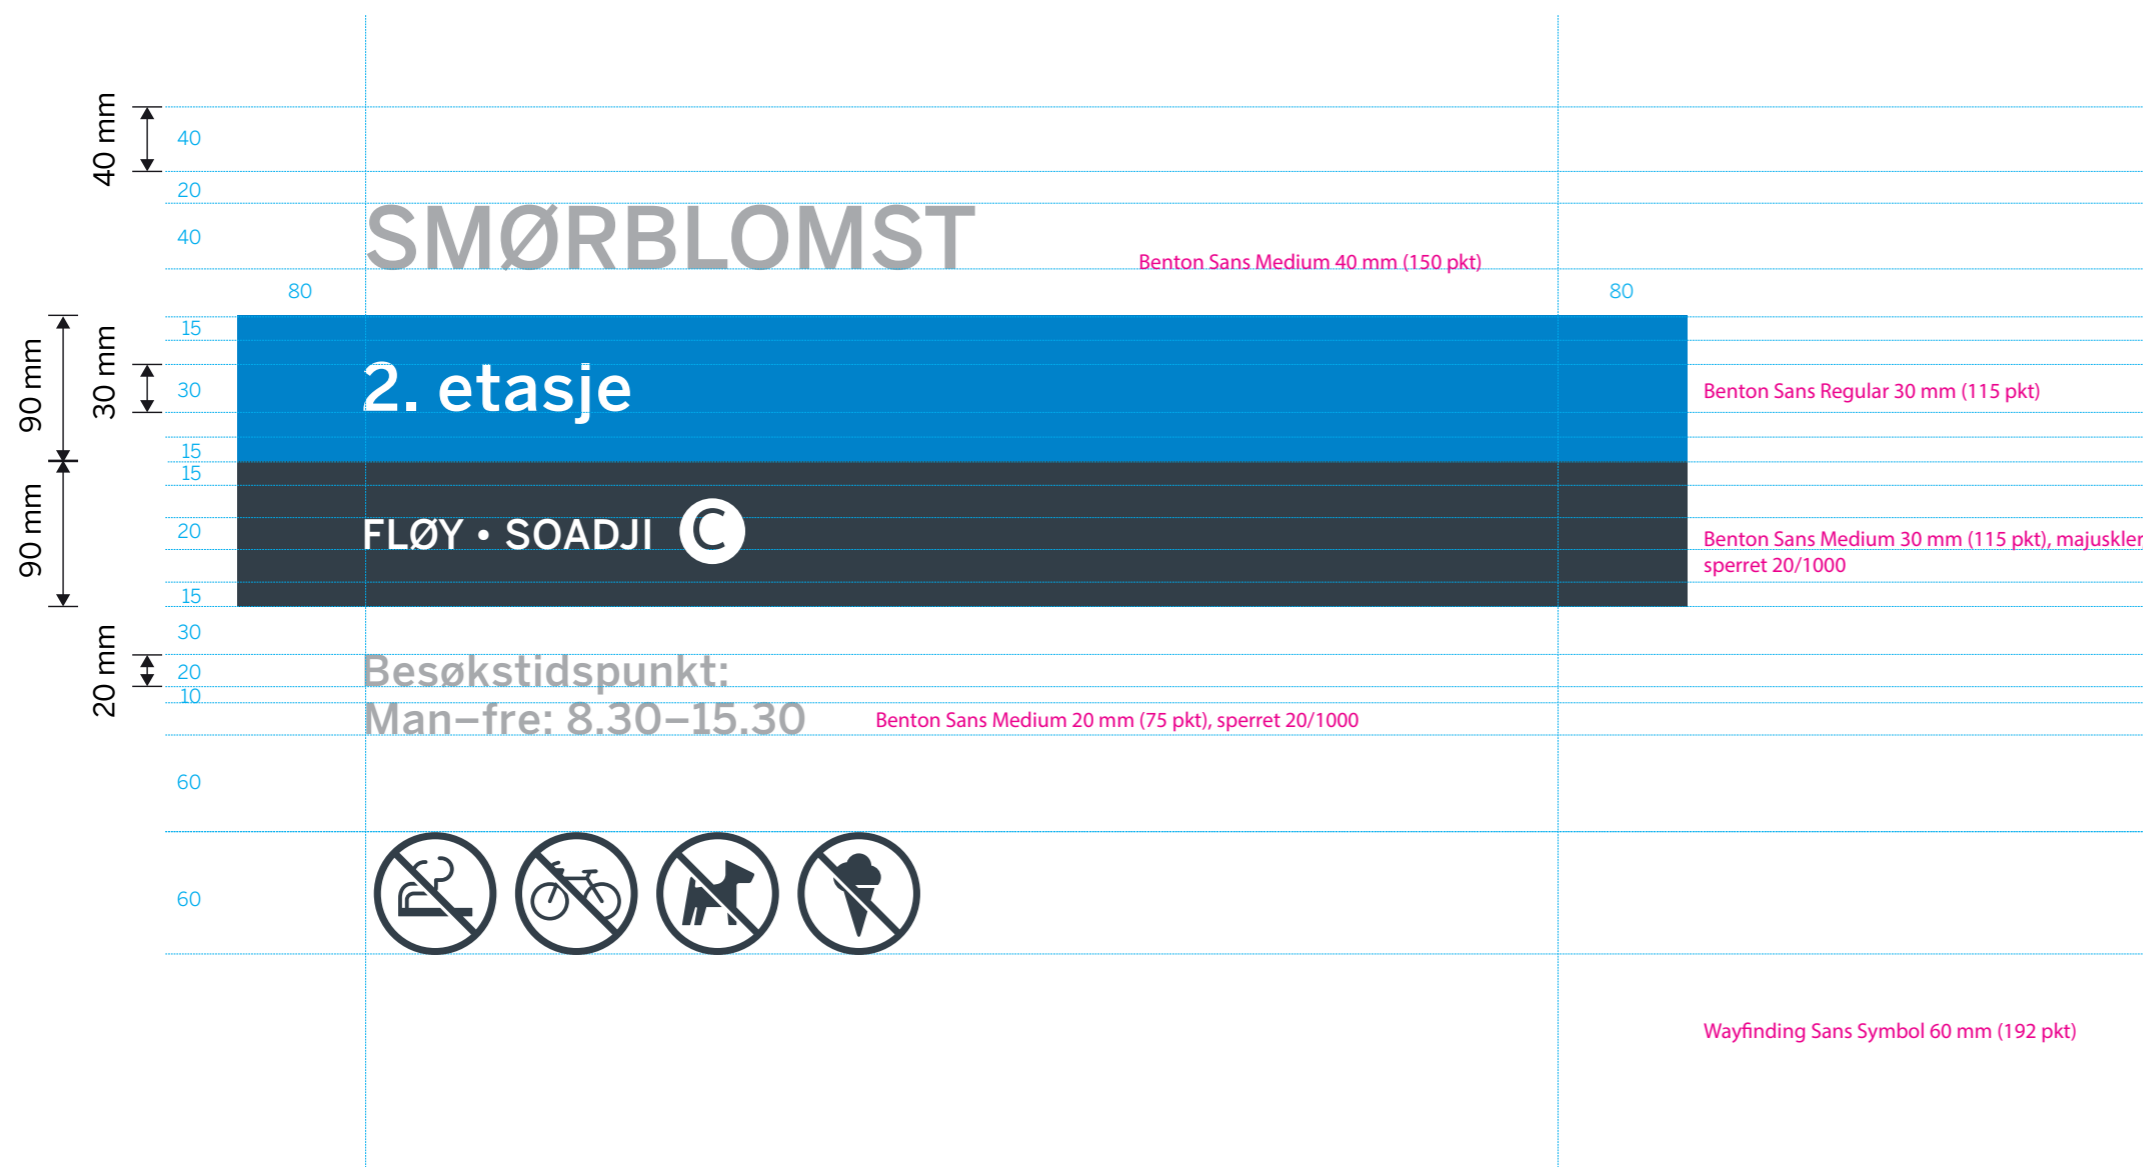 40 mm
40
20
SMØRBLOMST
40
Benton Sans Medium 40 mm (150 pkt)
80
80
90 mm
30 mm
15
2. etasje
30
Benton Sans Regular 30 mm (115 pkt)
15
90 mm
15
FLØY • SOADJI C
20
Benton Sans Medium 30 mm (115 pkt), majuskler
sperret 20/1000
15
30
20 mm
Besøkstidspunkt:
20
10
Man–fre: 8.30–15.30
Benton Sans Medium 20 mm (75 pkt), sperret 20/1000
60
60
Wayfinding Sans Symbol 60 mm (192 pkt)